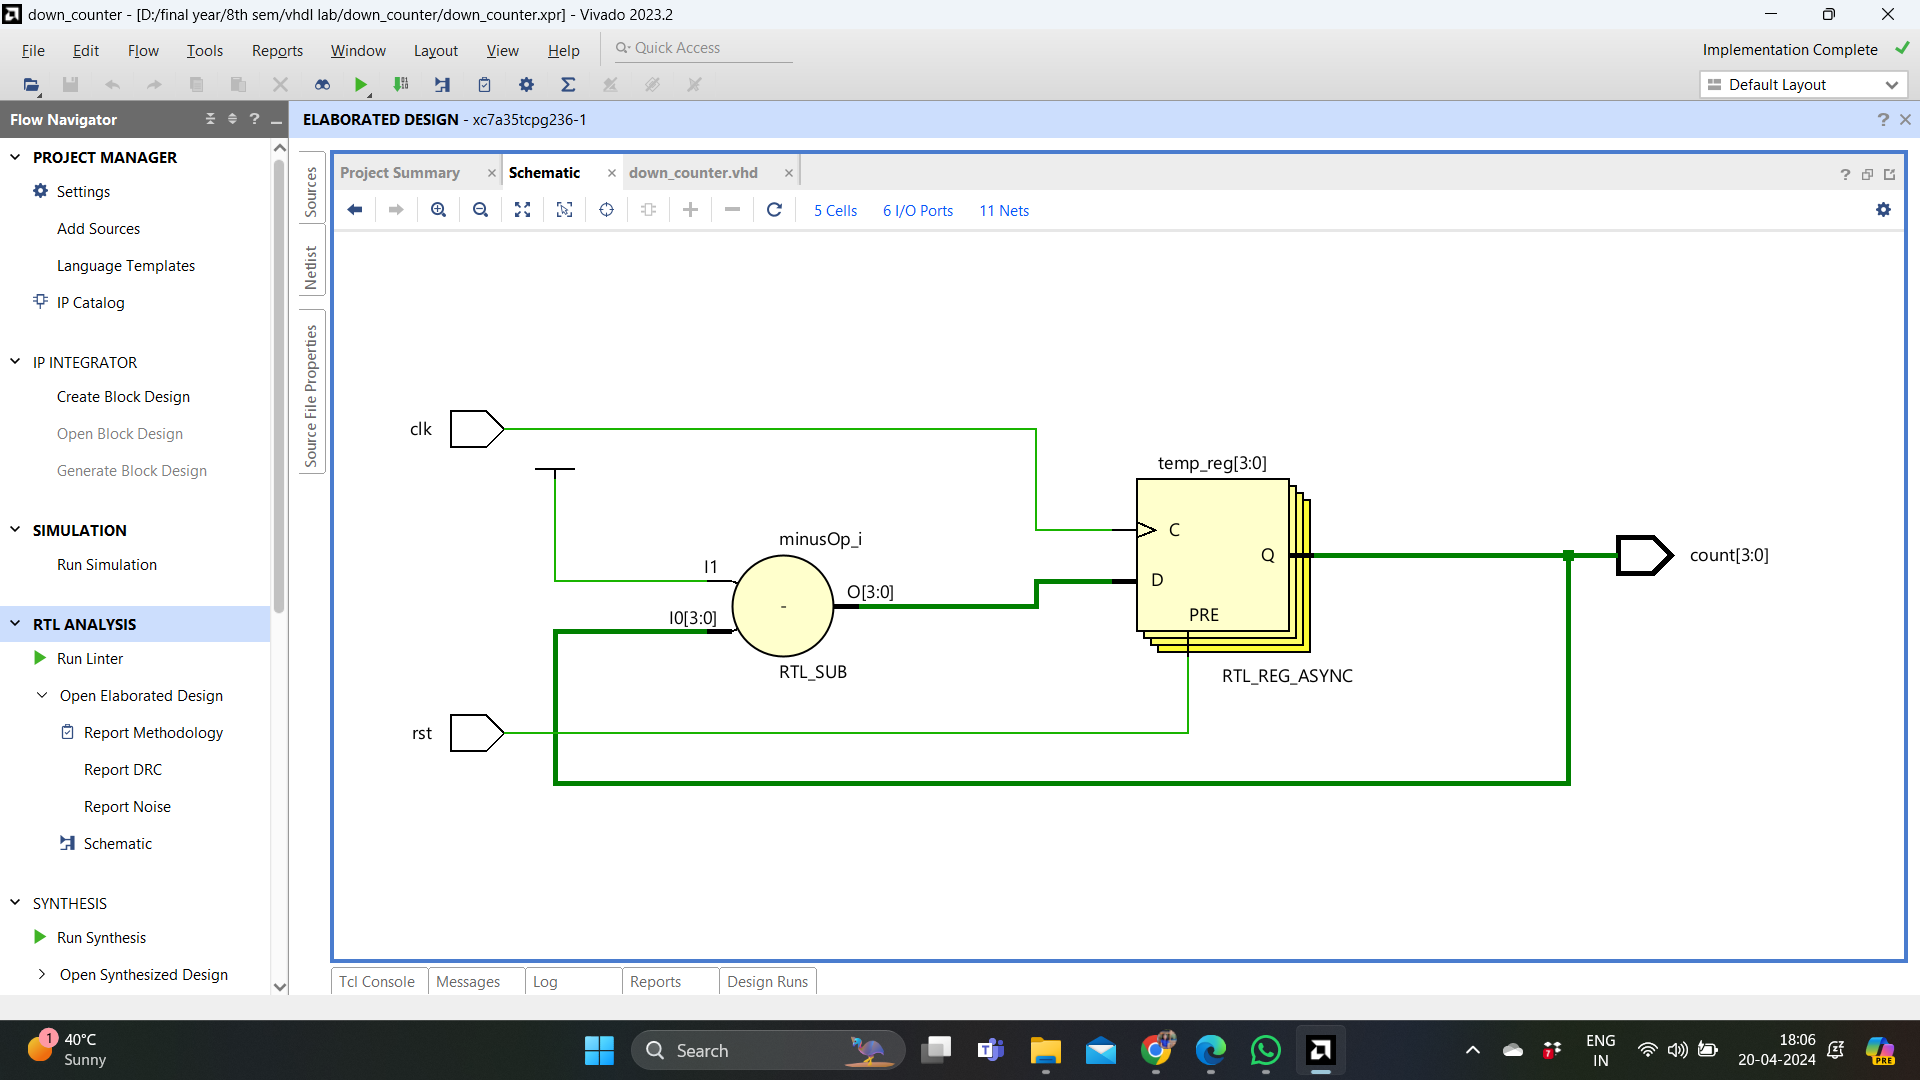 down_counter - [D:/final year/8th sem/vhdl lab/down_counter/down_counter.xpr] - Vivado 2023.2
File Edit Flow Tools Reports Window Layout View Help Quick Access
Implementation Complete
Default Layout
Flow Navigator
ELABORATED DESIGN - xc7a35tcpg236-1
PROJECT MANAGER
Settings
Add Sources
Language Templates
IP Catalog
IP INTEGRATOR
Create Block Design
Open Block Design
Generate Block Design
SIMULATION
Run Simulation
RTL ANALYSIS
Run Linter
Open Elaborated Design
Report Methodology
Report DRC
Report Noise
Schematic
SYNTHESIS
Run Synthesis
Open Synthesized Design
Sources
Netlist
Source File Properties
Project Summary Schematic down_counter.vhd
5 Cells 6 I/O Ports 11 Nets
clk
temp_reg[3:0]
C
minusOp_i
Q
count[3:0]
I1
D
O[3:0]
-
I0[3:0]
PRE
RTL_SUB
RTL_REG_ASYNC
rst
Tcl Console Messages Log Reports Design Runs
1
40°C
Sunny
Search
7
ENG
IN
18:06
20-04-2024
PRE